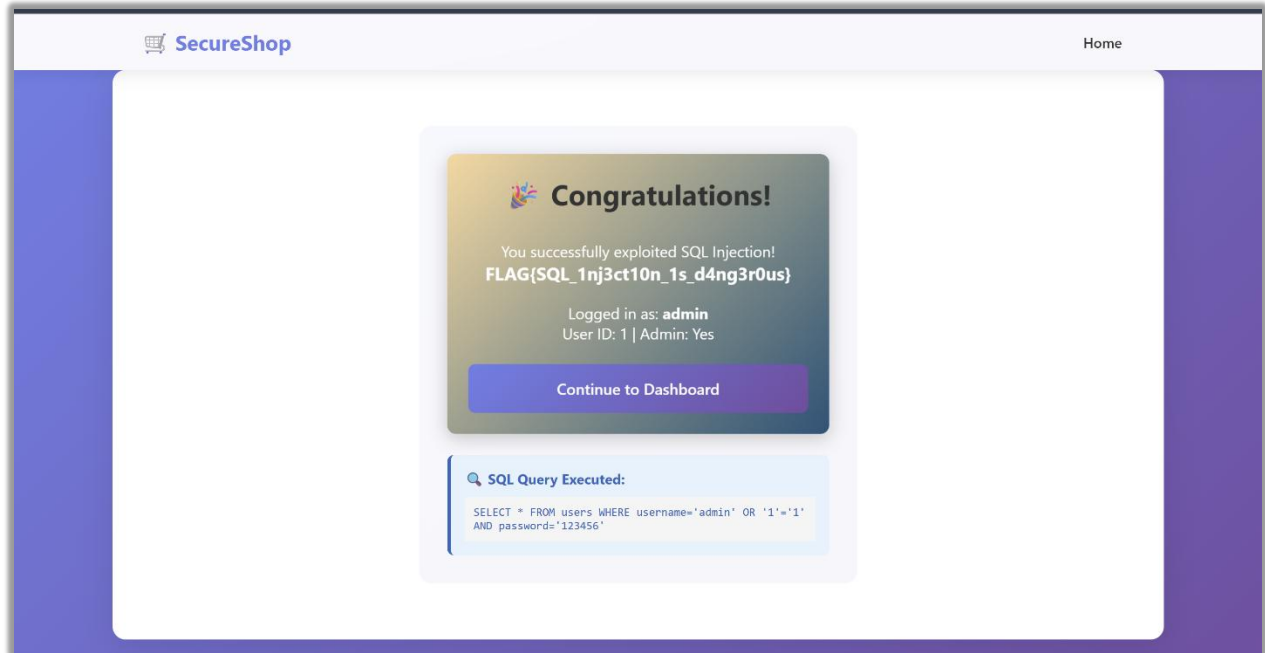 SecureShop
Home
Congratulations!
You successfully exploited SQL Injection!
FLAG{SQL_1nj3ct10n_1s_d4ng3r0us}
Logged in as: admin
User ID: 1 | Admin: Yes
Continue to Dashboard
SQL Query Executed:
SELECT * FROM users WHERE username='admin' OR '1'='1'
AND password='123456'